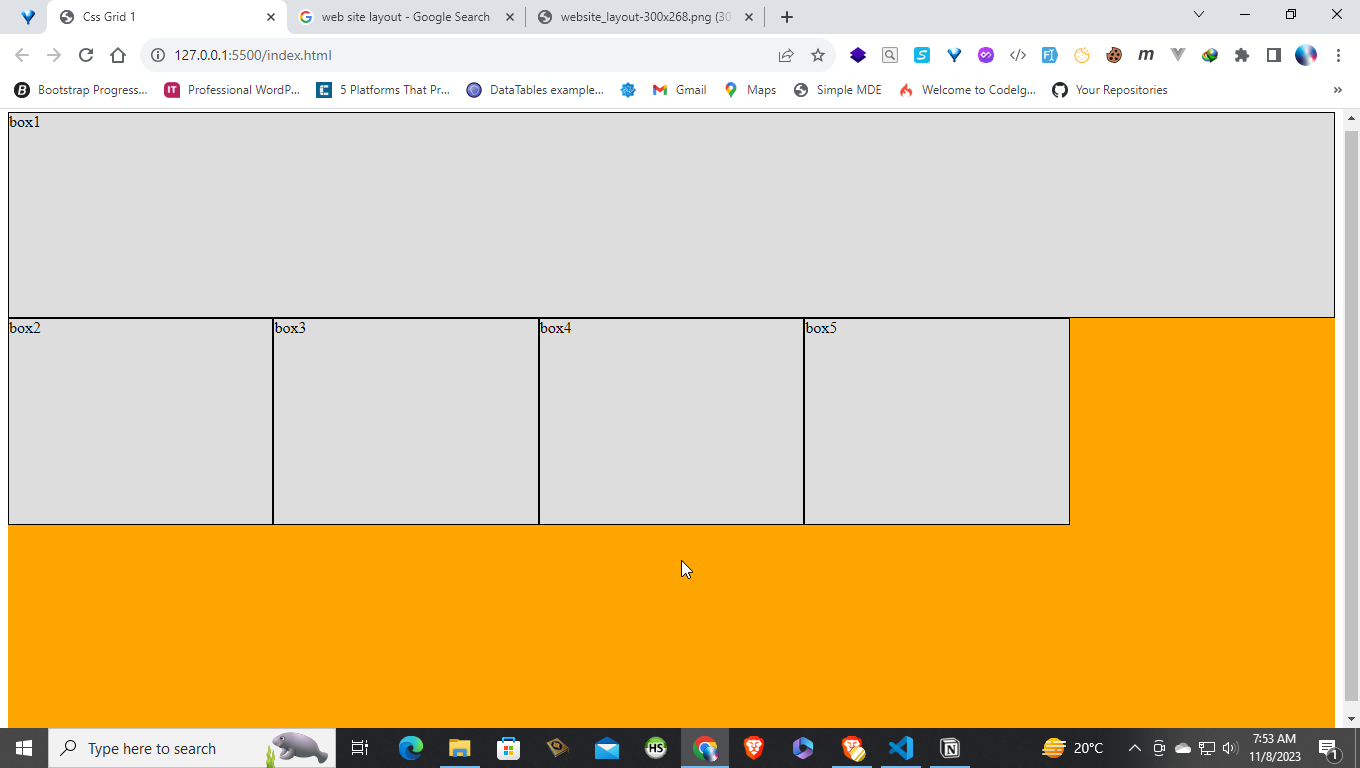 Css Grid 1
web site layout - Google Search
website_layout-300x268.png (30
127.0.0.1:5500/index.html
Bootstrap Progress...
Professional WordP...
5 Platforms That Pr...
DataTables example...
Gmail
Maps
Simple MDE
Welcome to CodeIg...
Your Repositories
»
box1
box2
box3
box4
box5
Type here to search
HS
20°C
7:53 AM
11/8/2023
1